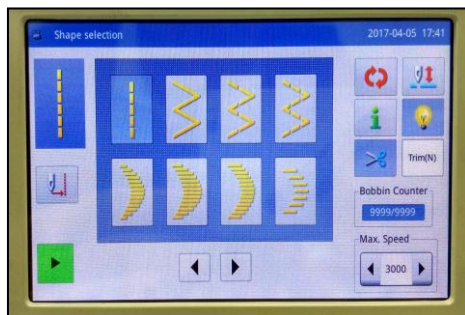 Shape selection
2017-04-05 17:41
Trim(N)
Bobbin Counter
9999/9999
Max. Speed
3000